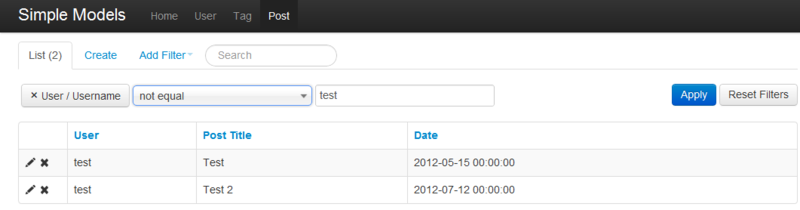 Simple Models Home User Tag Post
List (2) Create Add Filter Search
× User / Username not equal test Apply Reset Filters
User Post Title Date
test Test 2012-05-15 00:00:00
test Test 2 2012-07-12 00:00:00